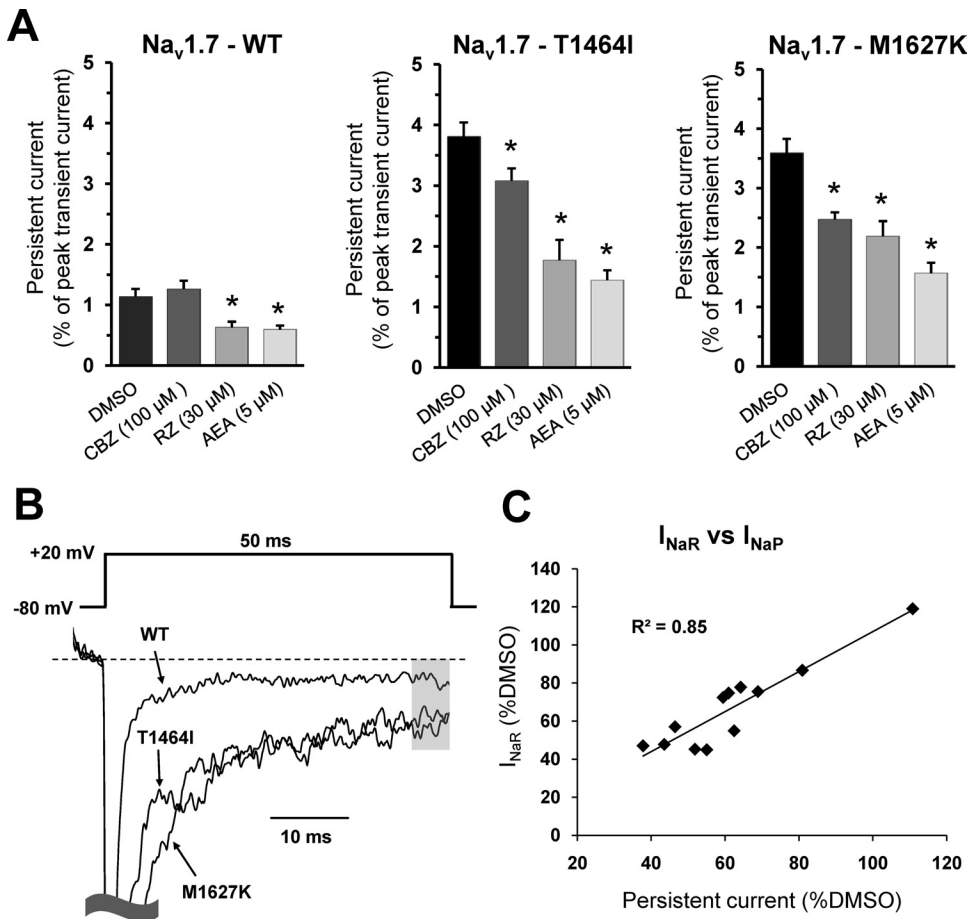 A
Nav1.7 - WT
Nav1.7 - T1464I
Nav1.7 - M1627K
Persistent current
(% of peak transient current)
5
4
3
2
1
0
DMSO
CBZ (100 µM )
RZ (30 µM)
AEA (5 µM)
Persistent current
(% of peak transient current)
5
4
3
2
1
0
DMSO
CBZ (100 µM )
RZ (30 µM)
AEA (5 µM)
Persistent current
(% of peak transient current)
5
4
3
2
1
0
DMSO
CBZ (100 µM)
RZ (30 µM)
AEA (5 µM)
* *
* * *
* * *
B
+20 mV
50 ms
-80 mV
WT
T1464I
10 ms
M1627K
C
INaR vs INaP
R² = 0.85
INaR (%DMSO)
140
120
100
80
60
40
20
0
20 40 60 80 100 120
Persistent current (%DMSO)